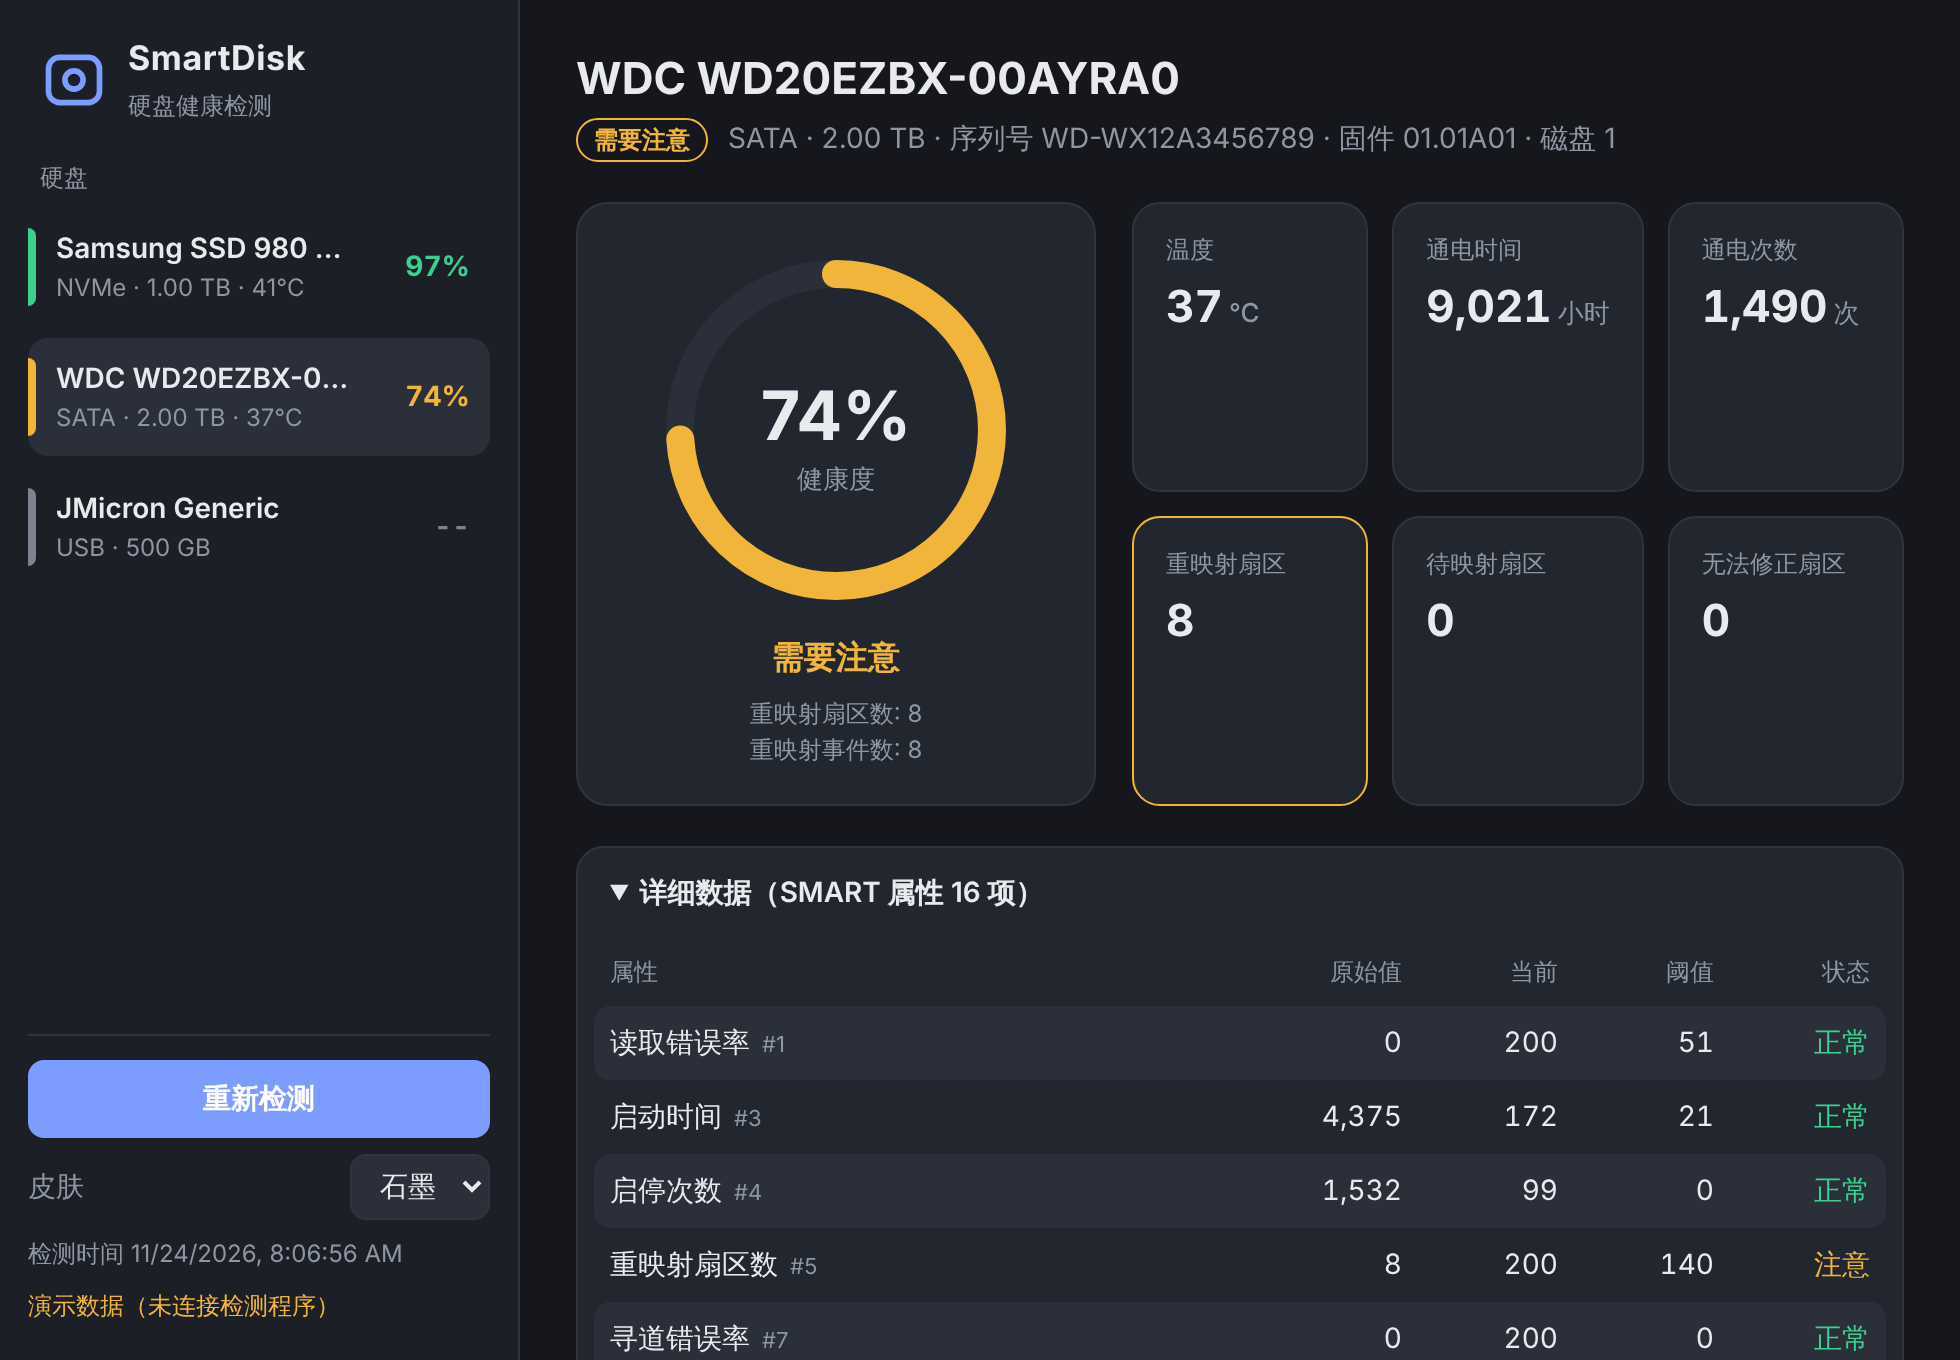 SmartDisk
硬盘健康检测
硬盘
Samsung SSD 980 ...
97%
NVMe · 1.00 TB · 41°C
WDC WD20EZBX-0...
74%
SATA · 2.00 TB · 37°C
JMicron Generic
--
USB · 500 GB
重新检测
皮肤
石墨
检测时间 11/24/2026, 8:06:56 AM
演示数据（未连接检测程序）
WDC WD20EZBX-00AYRA0
需要注意 SATA · 2.00 TB · 序列号 WD-WX12A3456789 · 固件 01.01A01 · 磁盘 1
74%
健康度
需要注意
重映射扇区数: 8
重映射事件数: 8
温度
37 °C
通电时间
9,021 小时
通电次数
1,490 次
重映射扇区
8
待映射扇区
0
无法修正扇区
0
▼ 详细数据（SMART 属性 16 项）
属性 原始值 当前 阈值 状态
读取错误率 #1 0 200 51 正常
启动时间 #3 4,375 172 21 正常
启停次数 #4 1,532 99 0 正常
重映射扇区数 #5 8 200 140 注意
寻道错误率 #7 0 200 0 正常